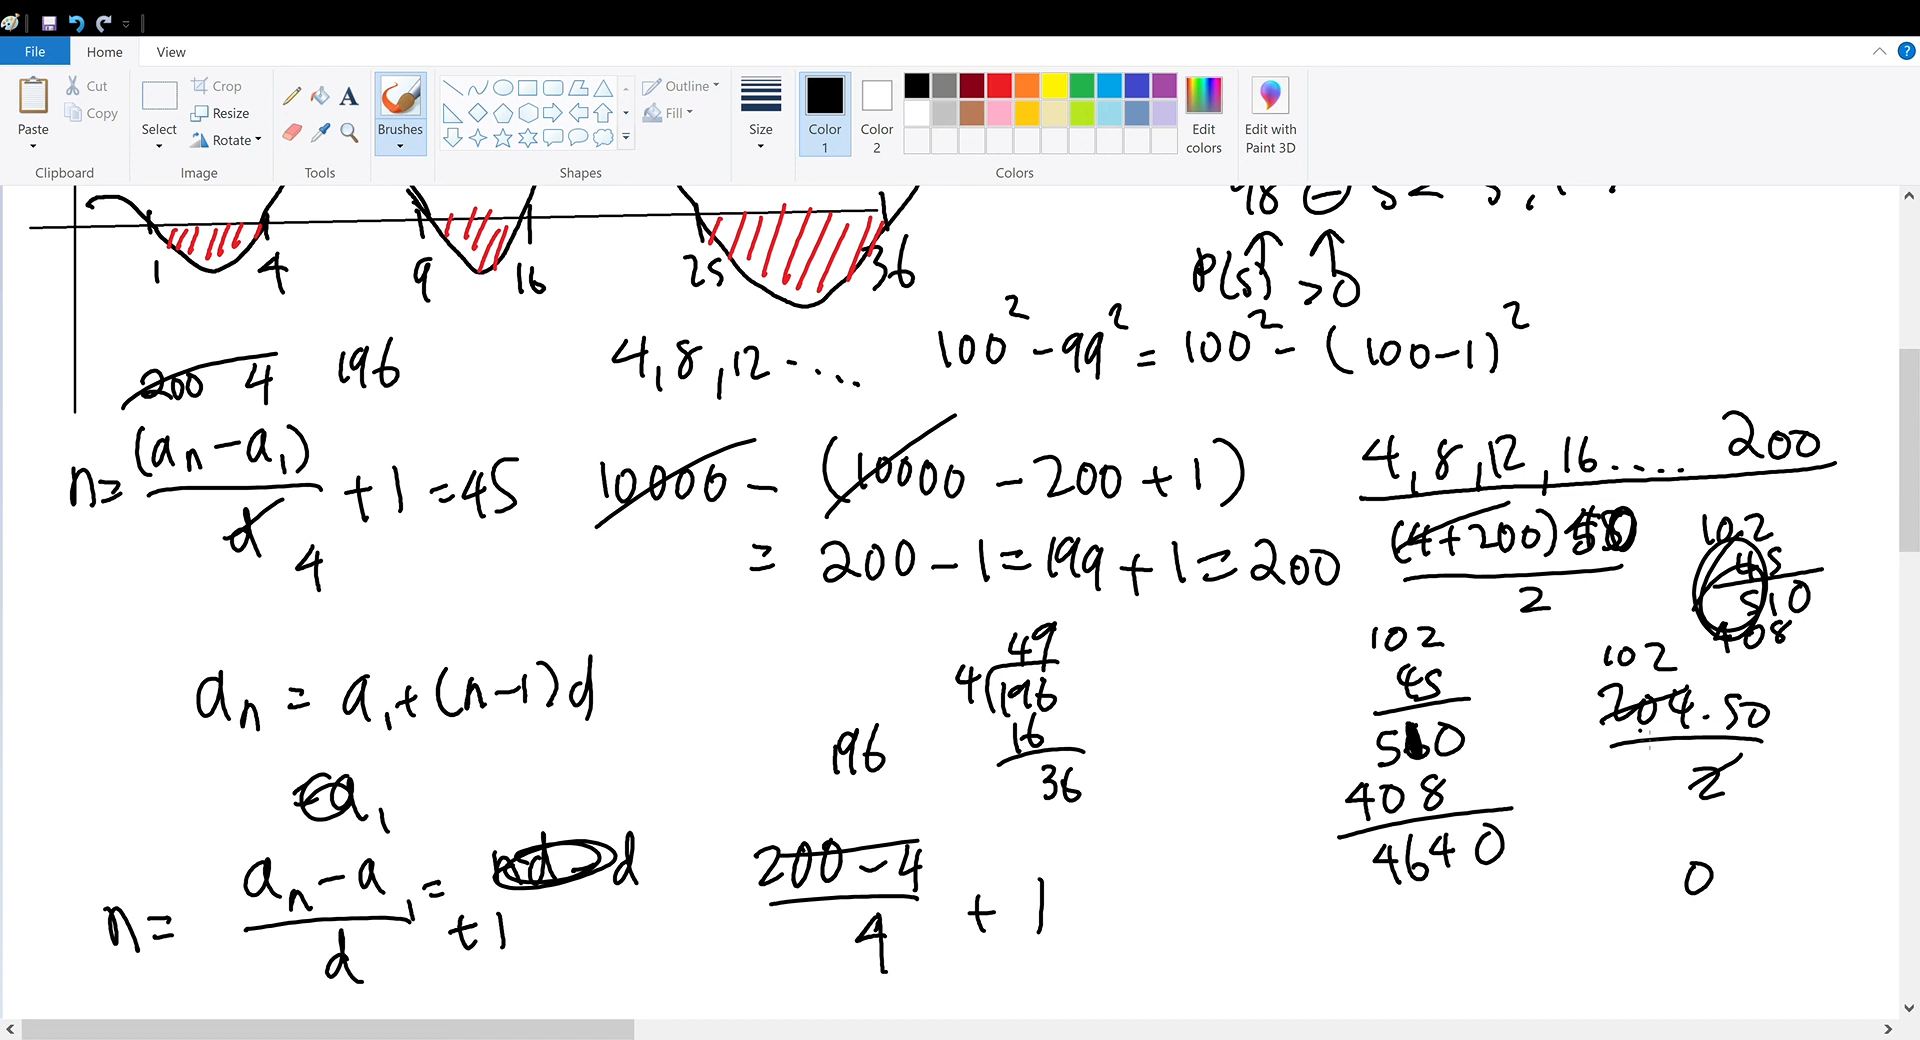 File Home View
Paste Cut Copy Clipboard
Select Crop Resize Rotate Image
Tools
Brushes
Shapes Outline Fill
Size
Color 1 Color 2 Colors
Edit colors
Edit with Paint 3D
1 4 9 16 25 36
P(5) >0
200 4 196
4, 8, 12 ....
100² - 99² = 100² - (100-1)²
n= (aₙ - a₁) / d 4 + 1 = 45
10000 - (10000 - 200 + 1)
= 200 - 1 = 199 + 1 = 200
4, 8, 12, 16 .... 200
(4+200) 50 / 2
102
45
510
408
aₙ = a₁ + (n-1)d
49
4 196
16
36
196
102
45
510
408
4640
102
204 . 50
2
0
a₁
n = aₙ - a₁ / d = +1 d
200 - 4 / 4 + 1